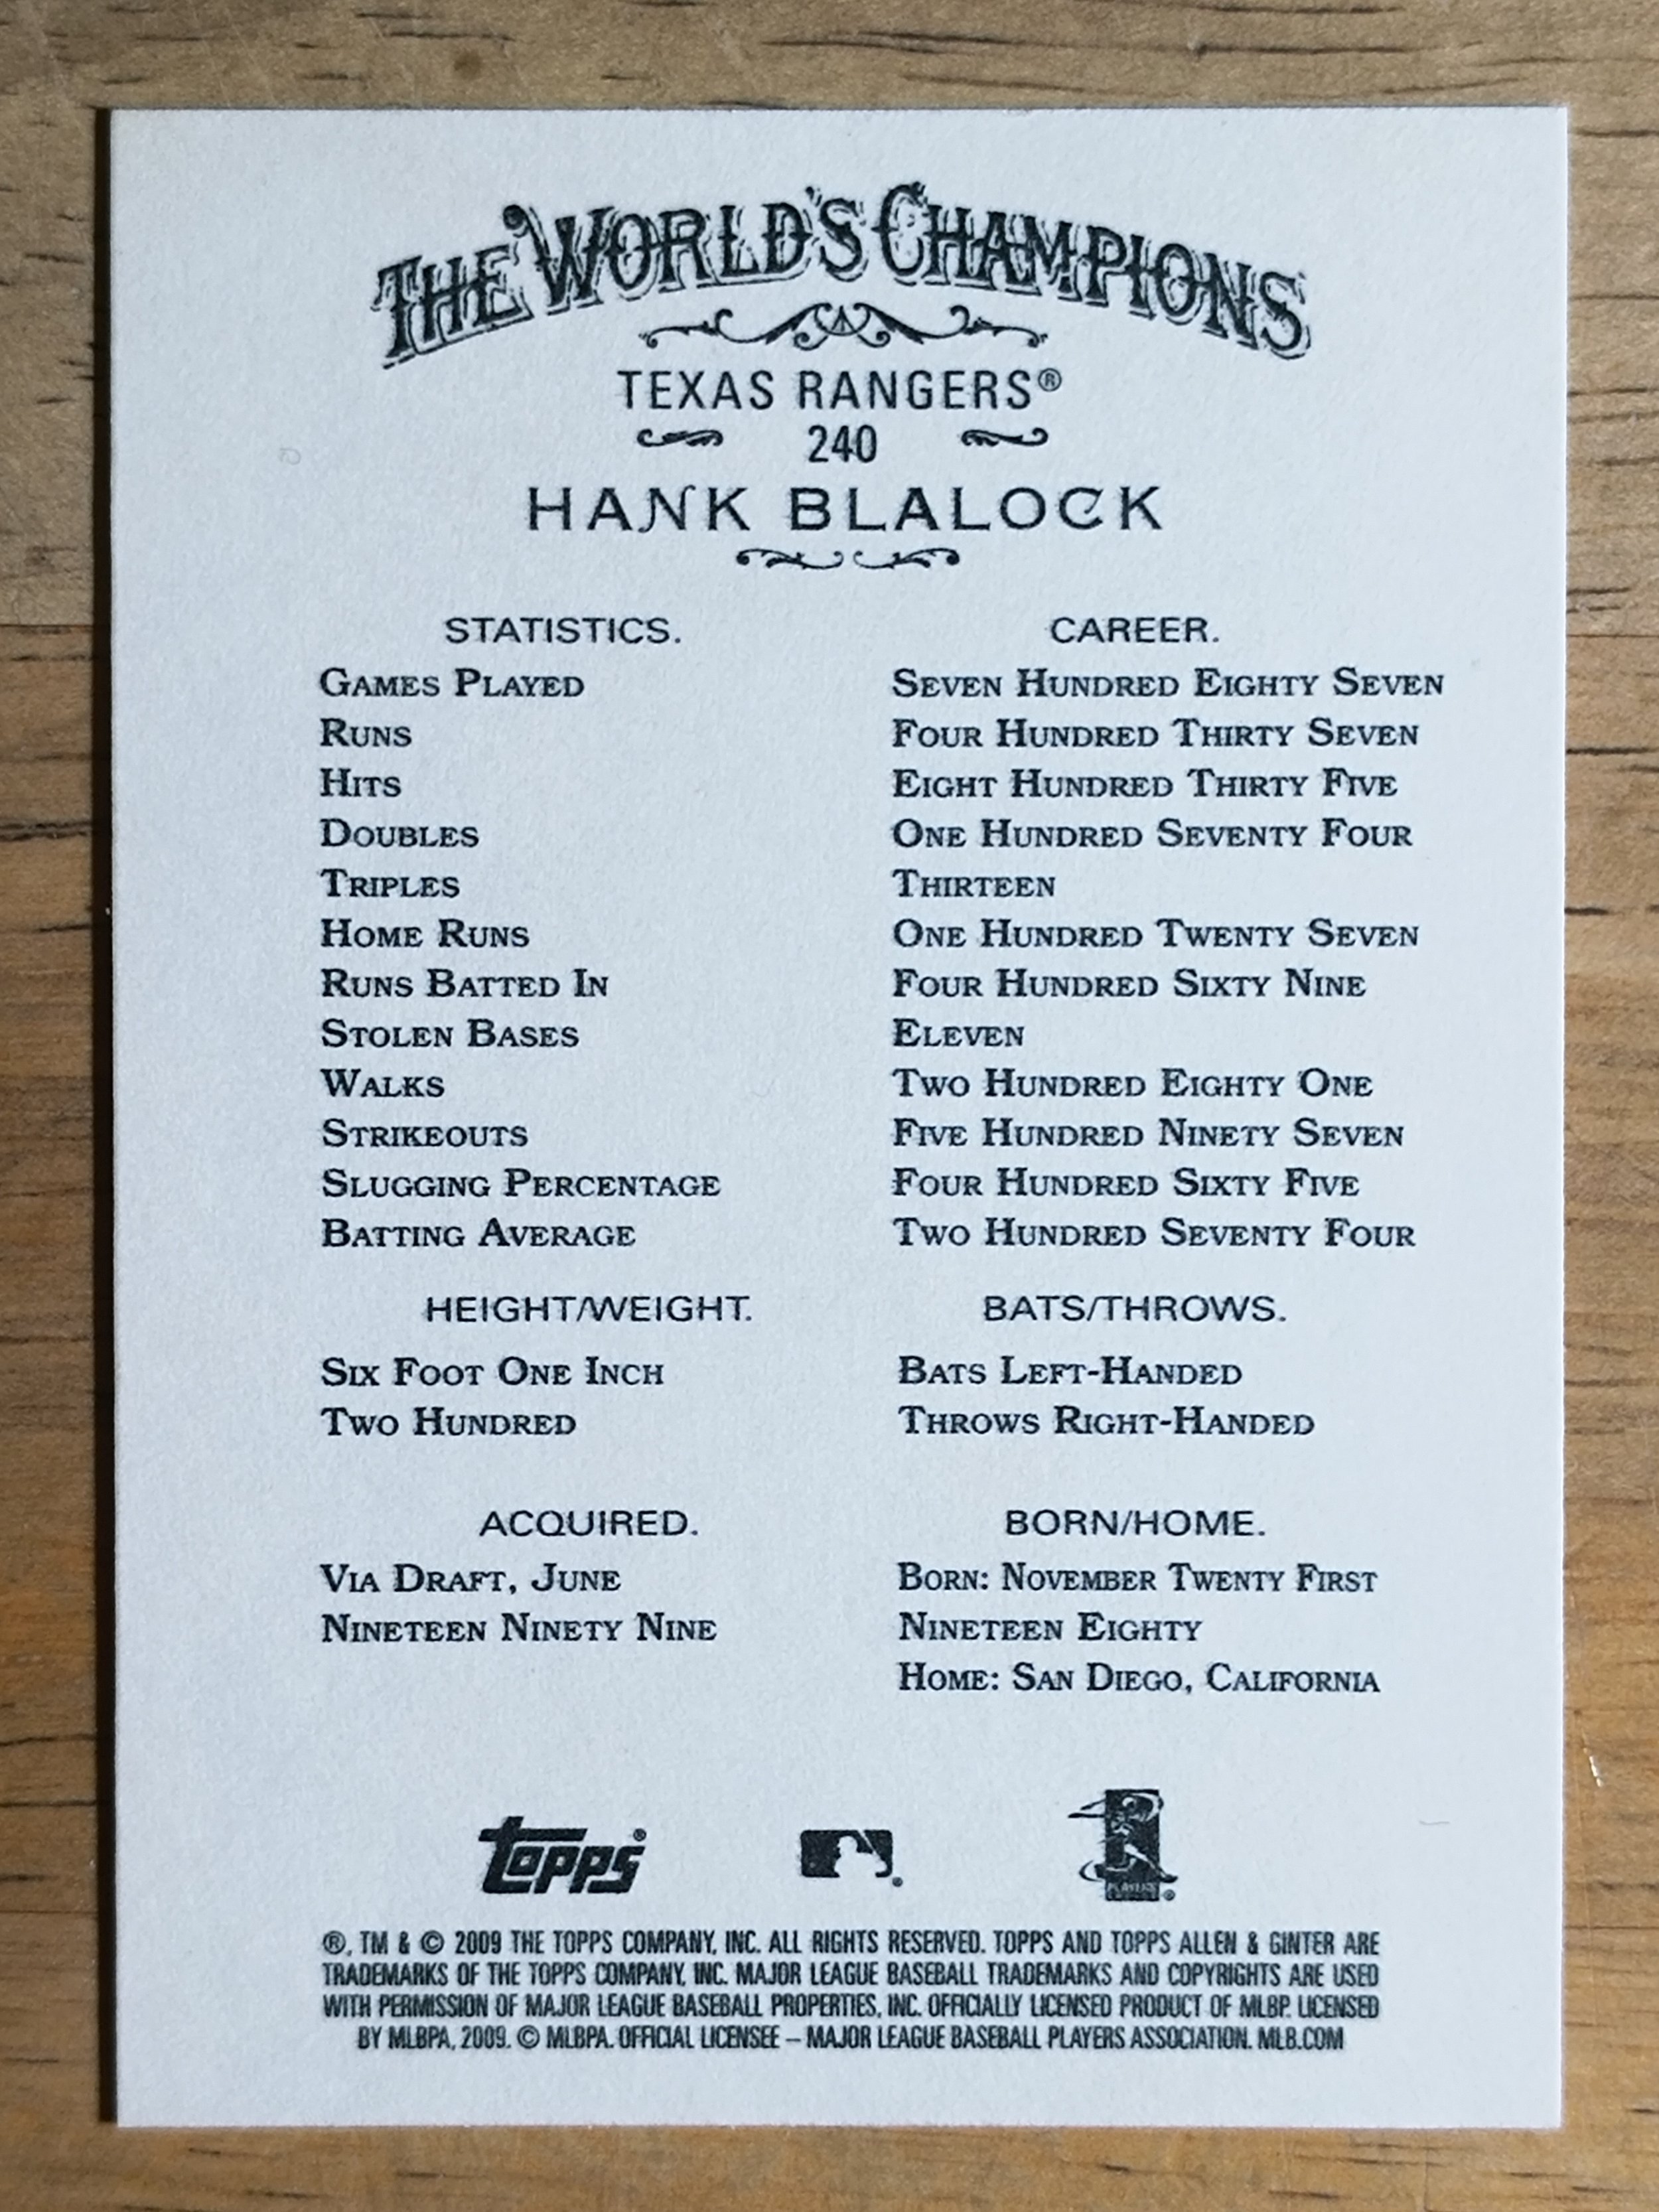 THE WORLD'S CHAMPIONS
TEXAS RANGERS®
240
HANK BLALOCK
STATISTICS. CAREER.
GAMES PLAYED SEVEN HUNDRED EIGHTY SEVEN
RUNS FOUR HUNDRED THIRTY SEVEN
HITS EIGHT HUNDRED THIRTY FIVE
DOUBLES ONE HUNDRED SEVENTY FOUR
TRIPLES THIRTEEN
HOME RUNS ONE HUNDRED TWENTY SEVEN
RUNS BATTED IN FOUR HUNDRED SIXTY NINE
STOLEN BASES ELEVEN
WALKS TWO HUNDRED EIGHTY ONE
STRIKEOUTS FIVE HUNDRED NINETY SEVEN
SLUGGING PERCENTAGE FOUR HUNDRED SIXTY FIVE
BATTING AVERAGE TWO HUNDRED SEVENTY FOUR
HEIGHT/WEIGHT. BATS/THROWS.
SIX FOOT ONE INCH BATS LEFT-HANDED
TWO HUNDRED THROWS RIGHT-HANDED
ACQUIRED. BORN/HOME.
VIA DRAFT, JUNE BORN: NOVEMBER TWENTY FIRST
NINETEEN NINETY NINE NINETEEN EIGHTY
HOME: SAN DIEGO, CALIFORNIA
topps®
PLAYERS
®, TM & © 2009 THE TOPPS COMPANY, INC. ALL RIGHTS RESERVED. TOPPS AND TOPPS ALLEN & GINTER ARE
TRADEMARKS OF THE TOPPS COMPANY, INC. MAJOR LEAGUE BASEBALL TRADEMARKS AND COPYRIGHTS ARE USED
WITH PERMISSION OF MAJOR LEAGUE BASEBALL PROPERTIES, INC. OFFICIALLY LICENSED PRODUCT OF MLBP. LICENSED
BY MLBPA, 2009. © MLBPA. OFFICIAL LICENSEE – MAJOR LEAGUE BASEBALL PLAYERS ASSOCIATION. MLB.COM